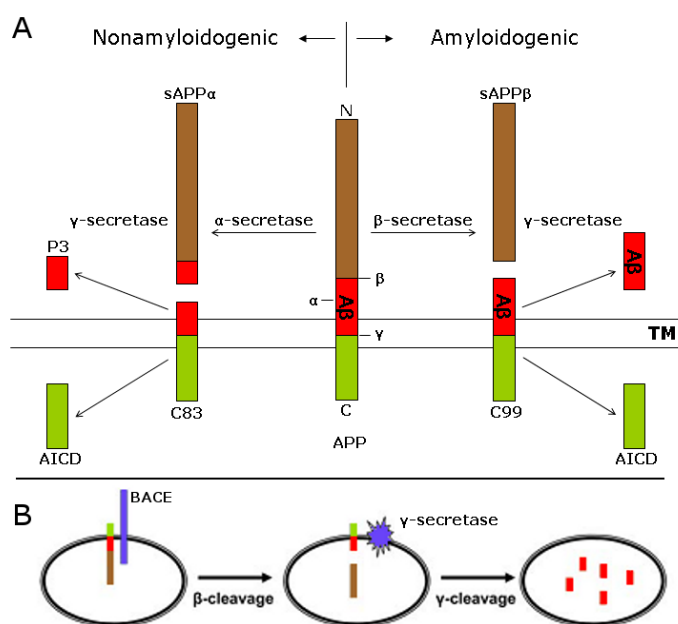 A
Nonamyloidogenic
Amyloidogenic
sAPPα
N
sAPPβ
γ-secretase
α-secretase
β-secretase
γ-secretase
P3
Aβ
β
α
Aβ
Aβ
γ
TM
C83
C
C99
APP
AICD
AICD
B
BACE
γ-secretase
β-cleavage
γ-cleavage